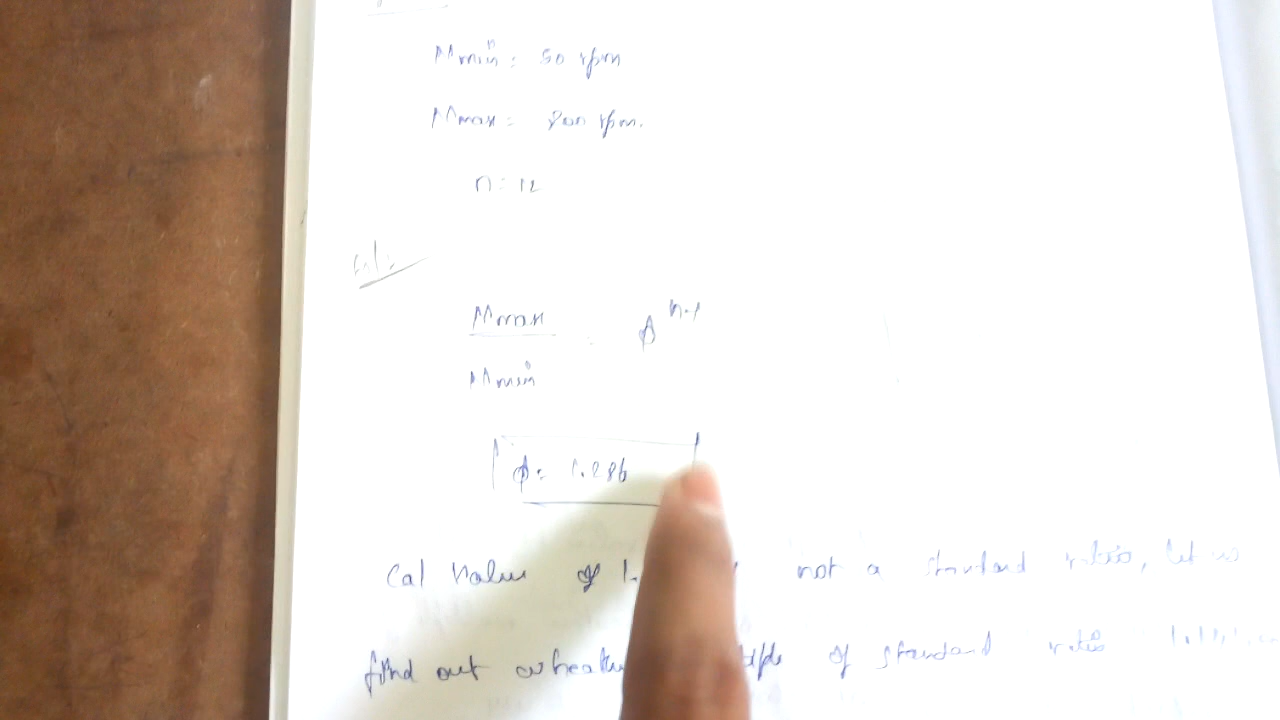 Nmin = 50 rpm
Nmax = 800 rpm.
n = 12
Nmax
Nmin
= ϕ n-1
ϕ = 1.286
Cal Value of not a standard ratio, let us
find out of standard ratio